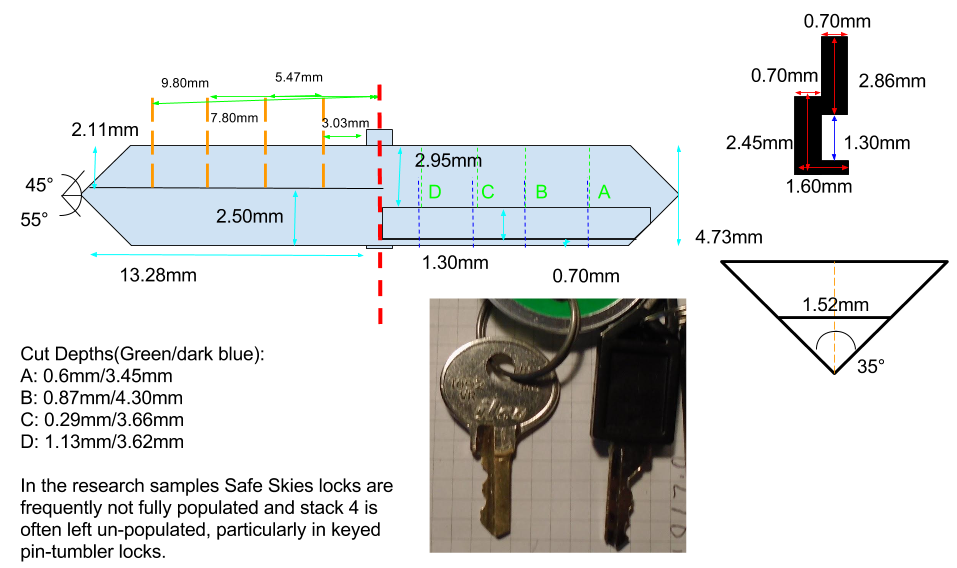 0.70mm
9.80mm
5.47mm
0.70mm
2.86mm
7.80mm
3.03mm
2.11mm
2.95mm
2.45mm
1.30mm
45°
D C B A
1.60mm
55°
2.50mm
4.73mm
13.28mm
1.30mm
0.70mm
1.52mm
35°
Cut Depths(Green/dark blue):
A: 0.6mm/3.45mm
B: 0.87mm/4.30mm
C: 0.29mm/3.66mm
D: 1.13mm/3.62mm
In the research samples Safe Skies locks are
frequently not fully populated and stack 4 is
often left un-populated, particularly in keyed
pin-tumbler locks.